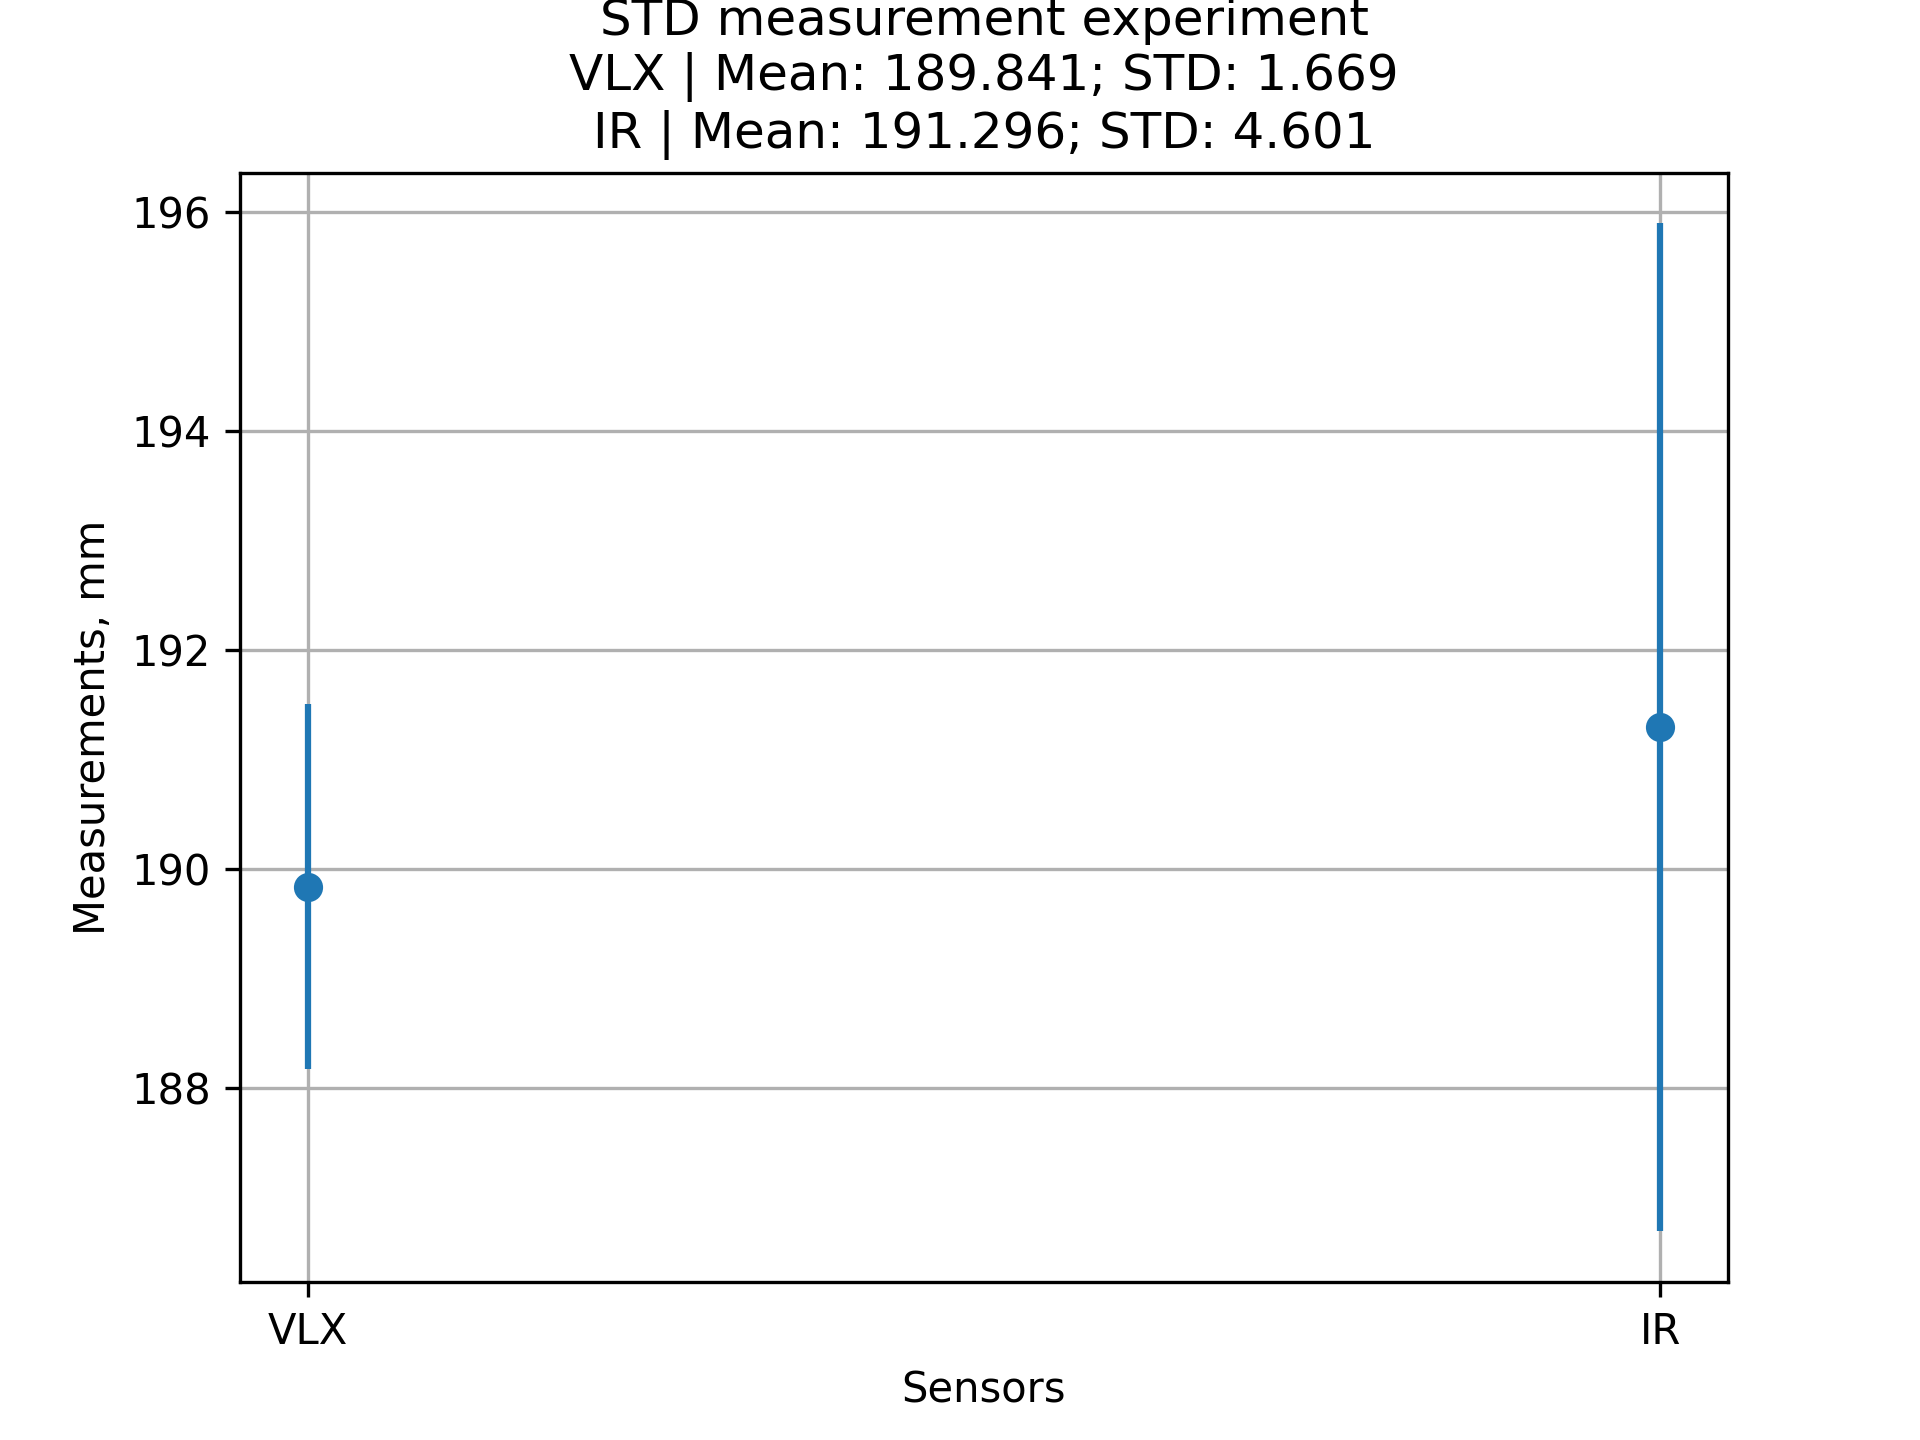 STD measurement experiment
VLX | Mean: 189.841; STD: 1.669
IR | Mean: 191.296; STD: 4.601
196
194
192
190
188
Measurements, mm
VLX
IR
Sensors